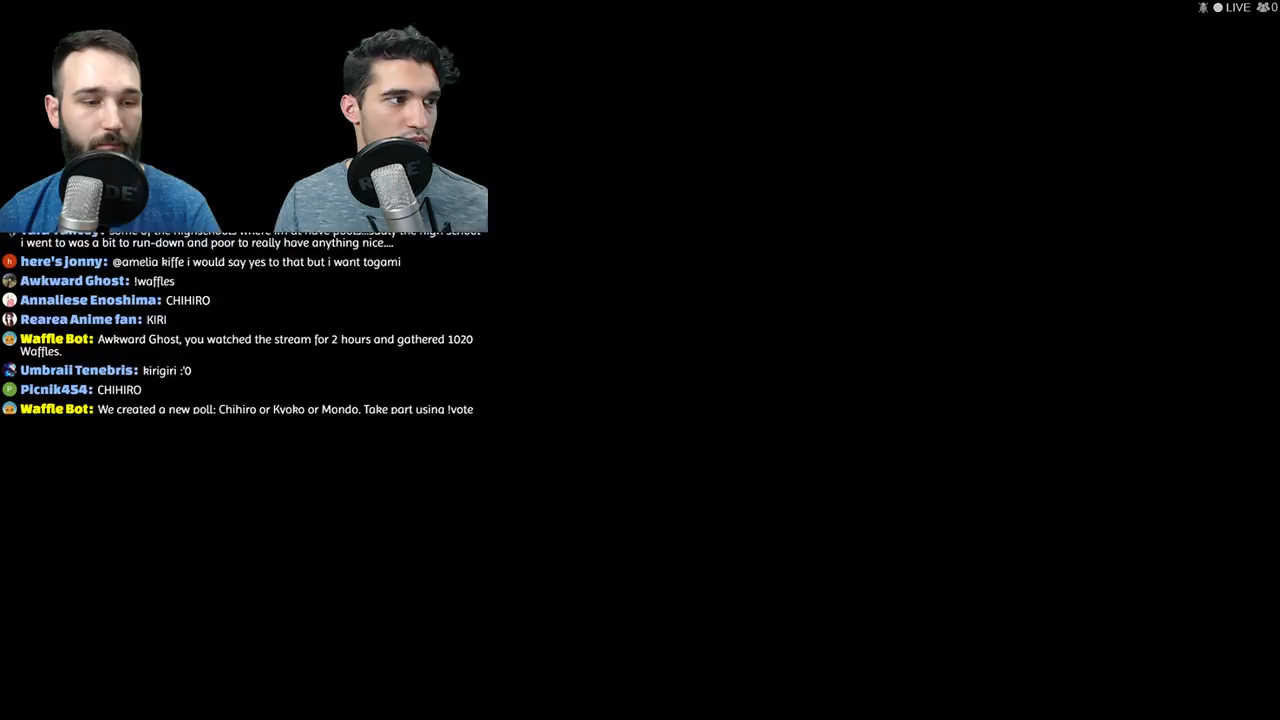 LIVE 0
i went to was a bit to run-down and poor to really have anything nice....
here's jonny: @amelia kiffe i would say yes to that but i want togami
Awkward Ghost: !waffles
Annaliese Enoshima: CHIHIRO
Rearea Anime fan: KIRI
Waffle Bot: Awkward Ghost, you watched the stream for 2 hours and gathered 1020
Waffles.
Umbraii Tenebris: kirigiri :'0
Picnik454: CHIHIRO
Waffle Bot: We created a new poll: Chihiro or Kyoko or Mondo. Take part using !vote